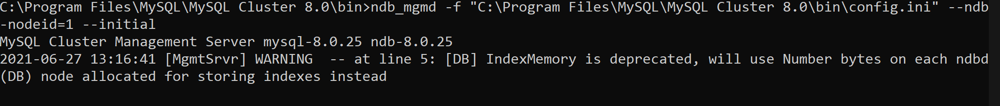 C:\Program Files\MySQL\MySQL Cluster 8.0\bin>ndb_mgmd -f "C:\Program Files\MySQL\MySQL Cluster 8.0\bin\config.ini" --ndb
-nodeid=1 --initial
MySQL Cluster Management Server mysql-8.0.25 ndb-8.0.25
2021-06-27 13:16:41 [MgmtSrvr] WARNING  -- at line 5: [DB] IndexMemory is deprecated, will use Number bytes on each ndbd
(DB) node allocated for storing indexes instead